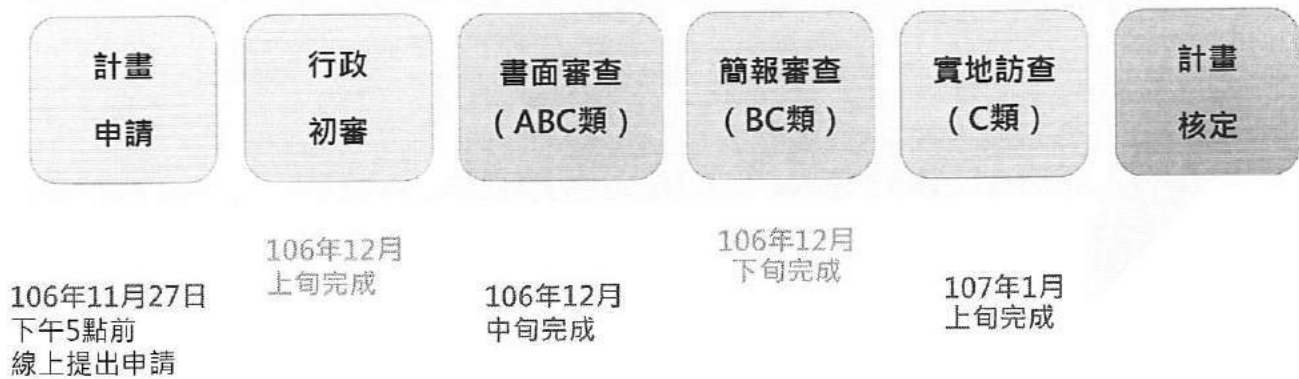 計畫
申請
行政
初審
書面審查
(ABC類)
簡報審查
(BC類)
實地訪查
(C類)
計畫
核定
106年11月27日
下午5點前
線上提出申請
106年12月
上旬完成
106年12月
中旬完成
106年12月
下旬完成
107年1月
上旬完成